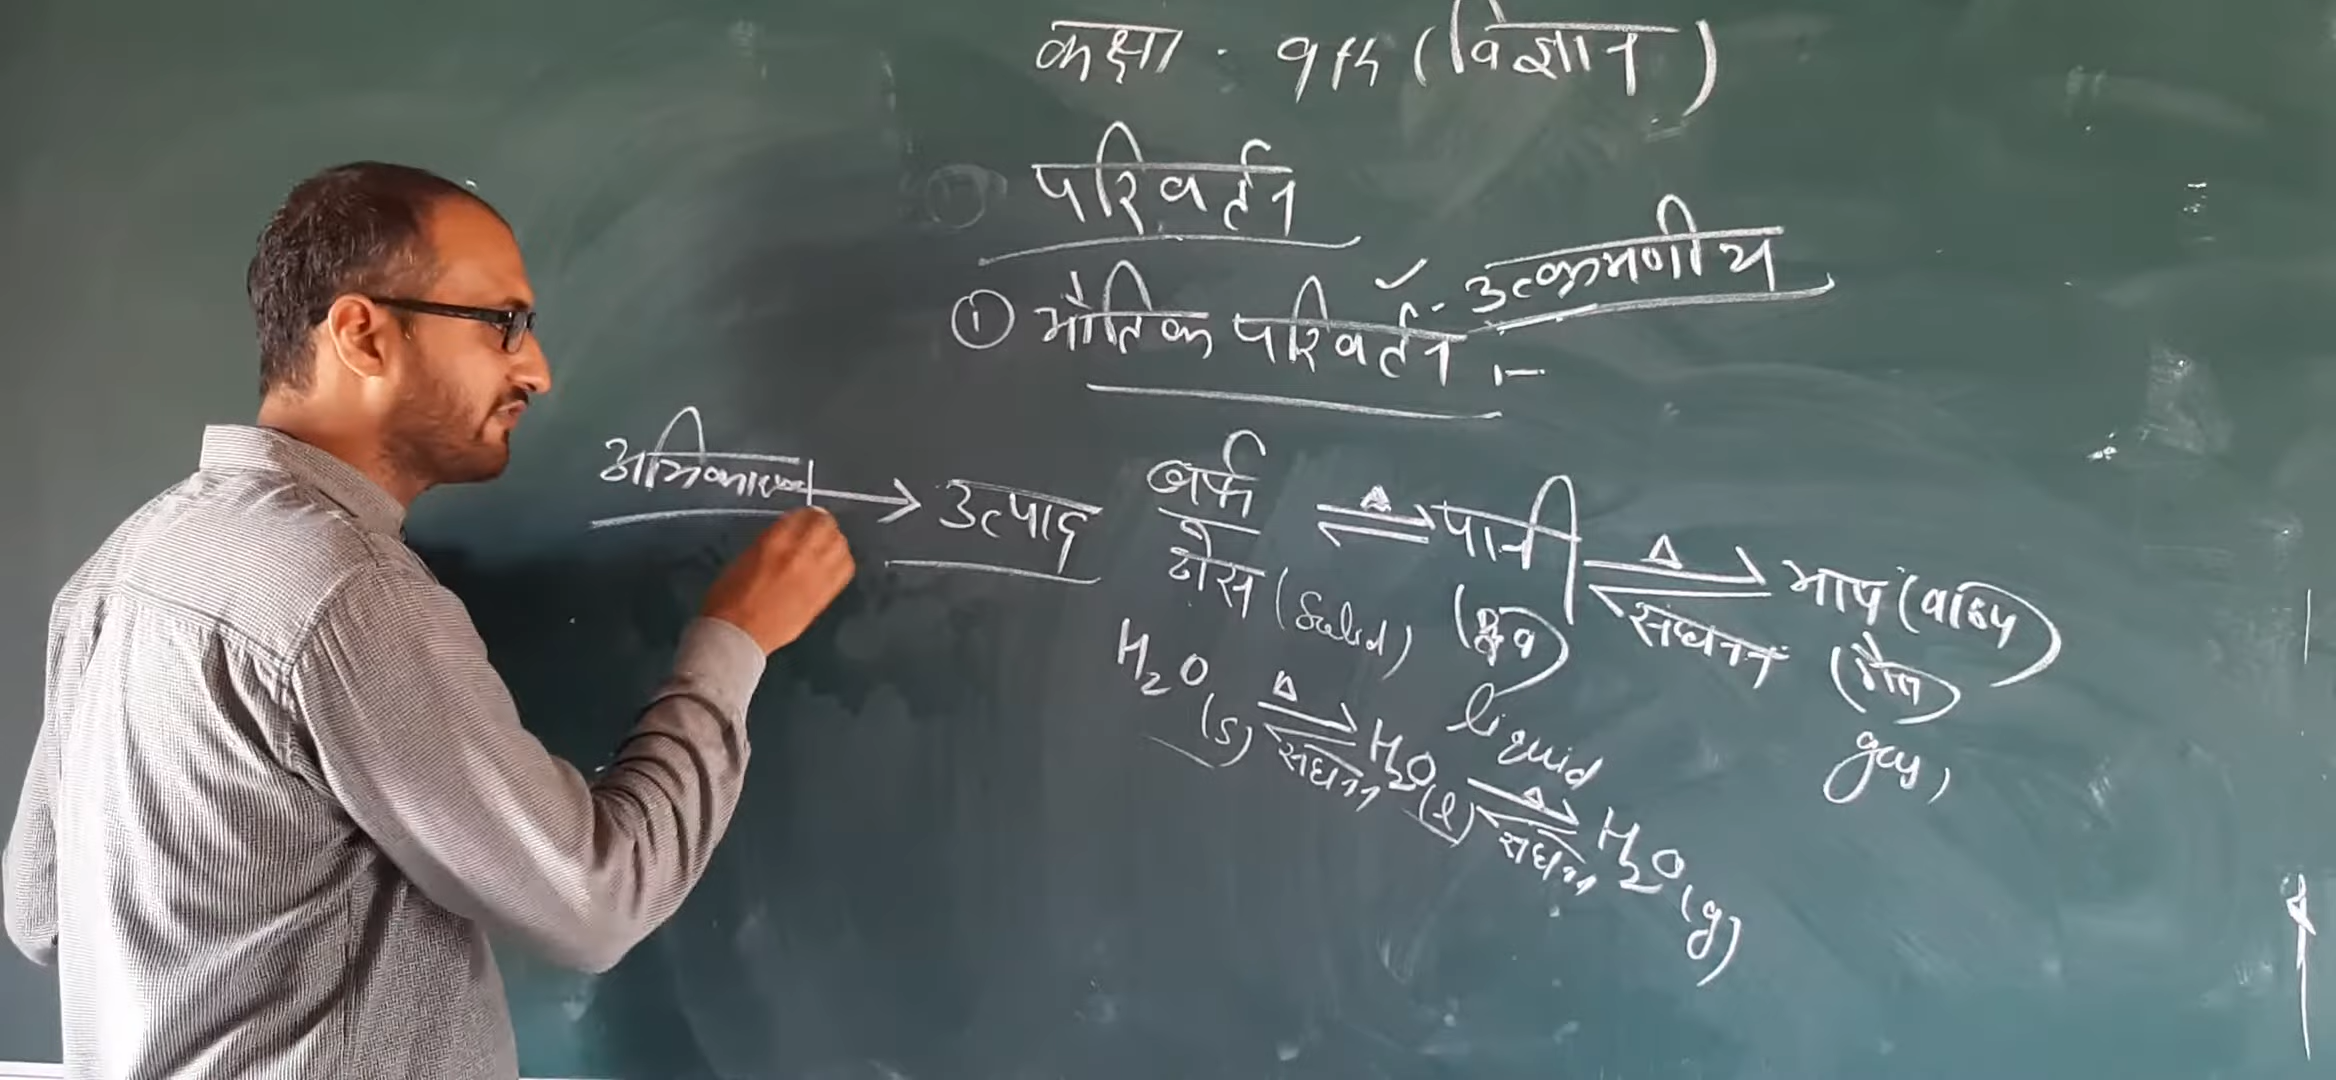 कक्षा . 9th (विज्ञान)
परिवर्तन
① भौतिक परिवर्तन :- उत्क्रमणीय
अभिकारक → उत्पाद
बर्फ ⇌ Δ पानी ⇌ Δ भाप (वाष्प)
ठोस (Solid) (द्रव) संघनन (गैस)
liquid gas)
H₂O (s) ⇌ Δ संघनन H₂O (l) ⇌ Δ संघनन H₂O (g)